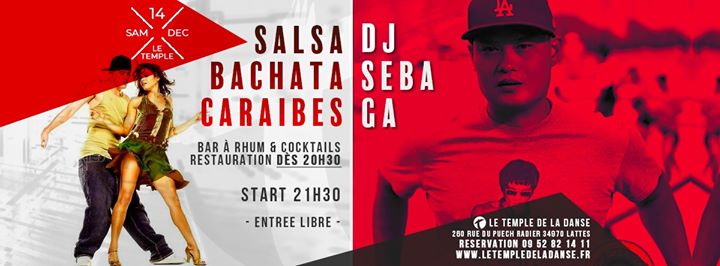 14
SAM DEC
LE
TEMPLE
SALSA
BACHATA
CARAIBES
BAR À RHUM & COCKTAILS
RESTAURATION DÈS 20H30
START 21H30
- ENTREE LIBRE -
DJ
SEBA
GA
LA
LE TEMPLE DE LA DANSE
280 RUE DU PUECH RADIER 34970 LATTES
RESERVATION 09 52 82 14 11
WWW.LETEMPLEDELADANSE.FR